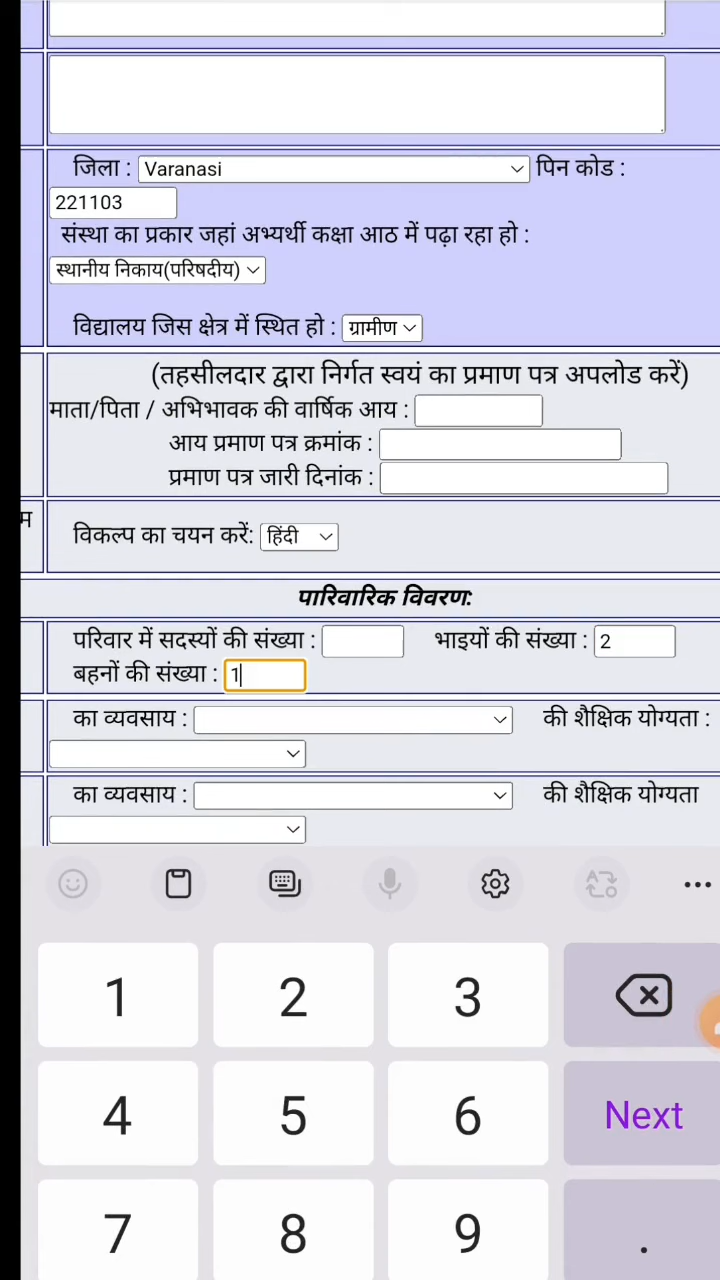 जिला : Varanasi पिन कोड :
221103
संस्था का प्रकार जहां अभ्यर्थी कक्षा आठ में पढ़ा रहा हो :
स्थानीय निकाय(परिषदीय)
विद्यालय जिस क्षेत्र में स्थित हो : ग्रामीण
(तहसीलदार द्वारा निर्गत स्वयं का प्रमाण पत्र अपलोड करें)
माता/पिता / अभिभावक की वार्षिक आय :
आय प्रमाण पत्र क्रमांक :
प्रमाण पत्र जारी दिनांक :
म
विकल्प का चयन करें: हिंदी
पारिवारिक विवरण:
परिवार में सदस्यों की संख्या : भाइयों की संख्या : 2
बहनों की संख्या : 1
का व्यवसाय : की शैक्षिक योग्यता :
का व्यवसाय : की शैक्षिक योग्यता
1 2 3
4 5 6 Next
7 8 9 .